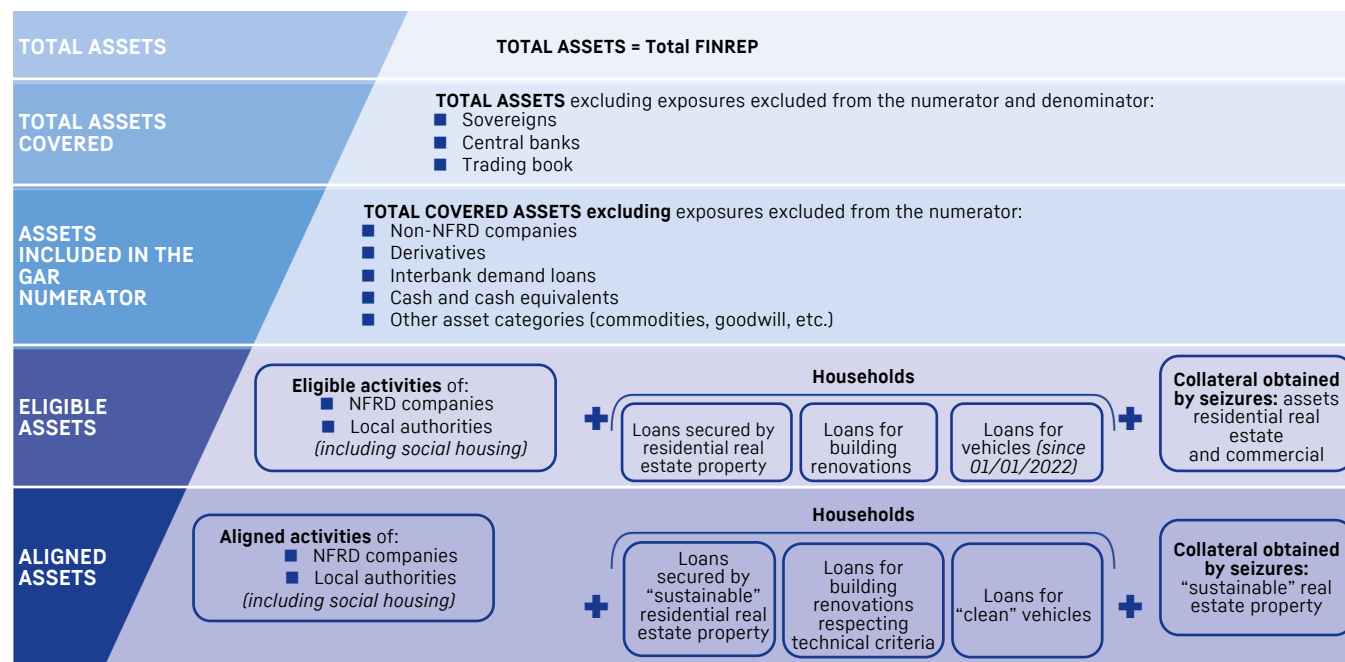 TOTAL ASSETS
TOTAL ASSETS = Total FINREP
TOTAL ASSETS
COVERED
TOTAL ASSETS excluding exposures excluded from the numerator and denominator:
Sovereigns
Central banks
Trading book
ASSETS
INCLUDED IN THE
GAR
NUMERATOR
TOTAL COVERED ASSETS excluding exposures excluded from the numerator:
Non-NFRD companies
Derivatives
Interbank demand loans
Cash and cash equivalents
Other asset categories (commodities, goodwill, etc.)
ELIGIBLE
ASSETS
Eligible activities of:
NFRD companies
Local authorities
(including social housing)
Households
Loans secured by
residential real
estate property
Loans for
building
renovations
Loans for
vehicles (since
01/01/2022)
Collateral obtained
by seizures: assets
residential real
estate
and commercial
ALIGNED
ASSETS
Aligned activities of:
NFRD companies
Local authorities
(including social housing)
Households
Loans
secured by
“sustainable”
residential real
estate property
Loans for
building
renovations
respecting
technical criteria
Loans for
“clean” vehicles
Collateral obtained
by seizures:
“sustainable” real
estate property